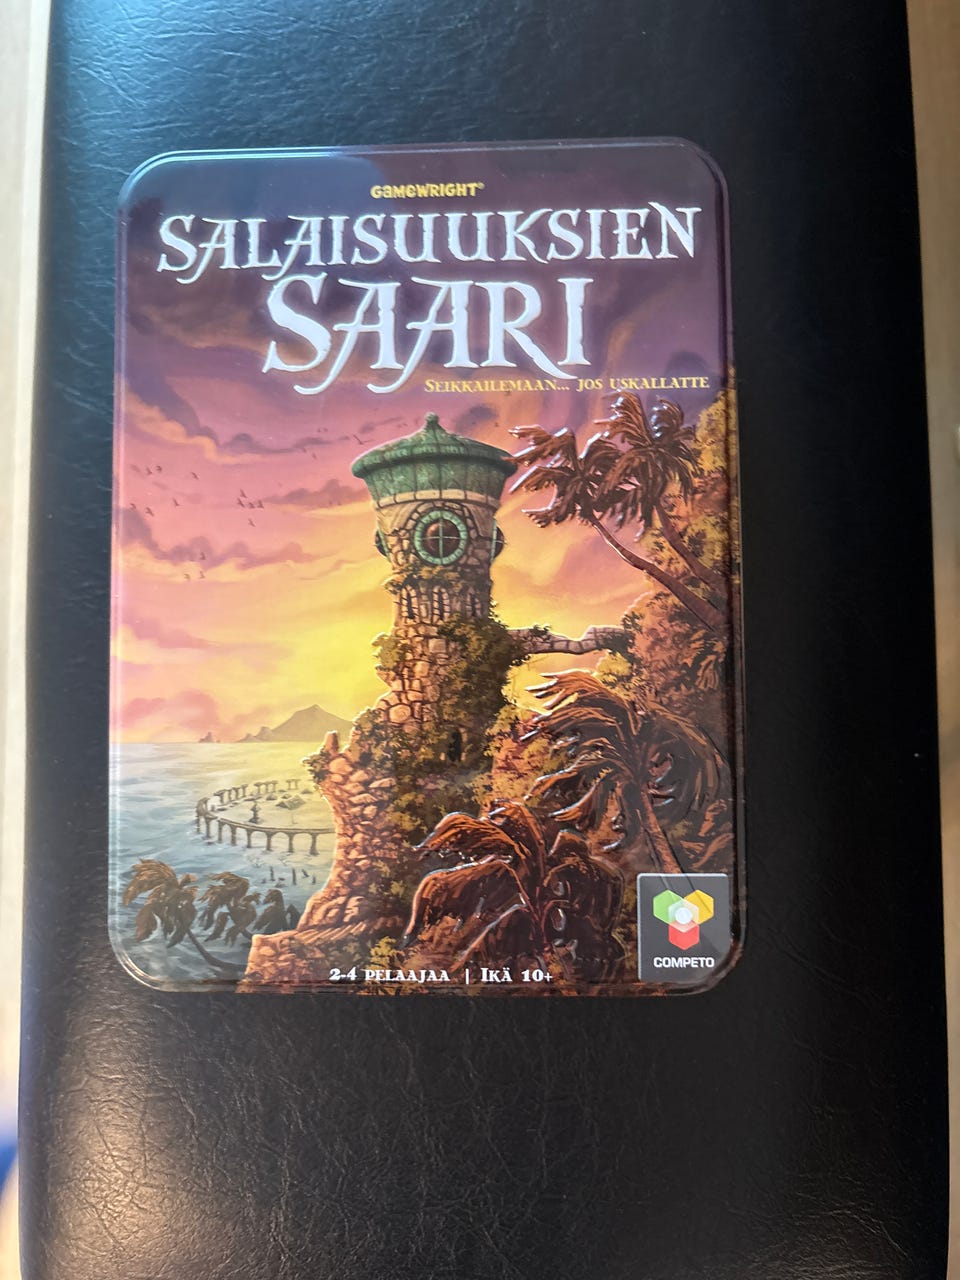 GAMEWRIGHT®
SALAISUUKSIEN
SAARI
SEIKKAILEMAAN... JOS USKALLATTE
2-4 PELAAJAA | IKÄ 10+
COMPETO